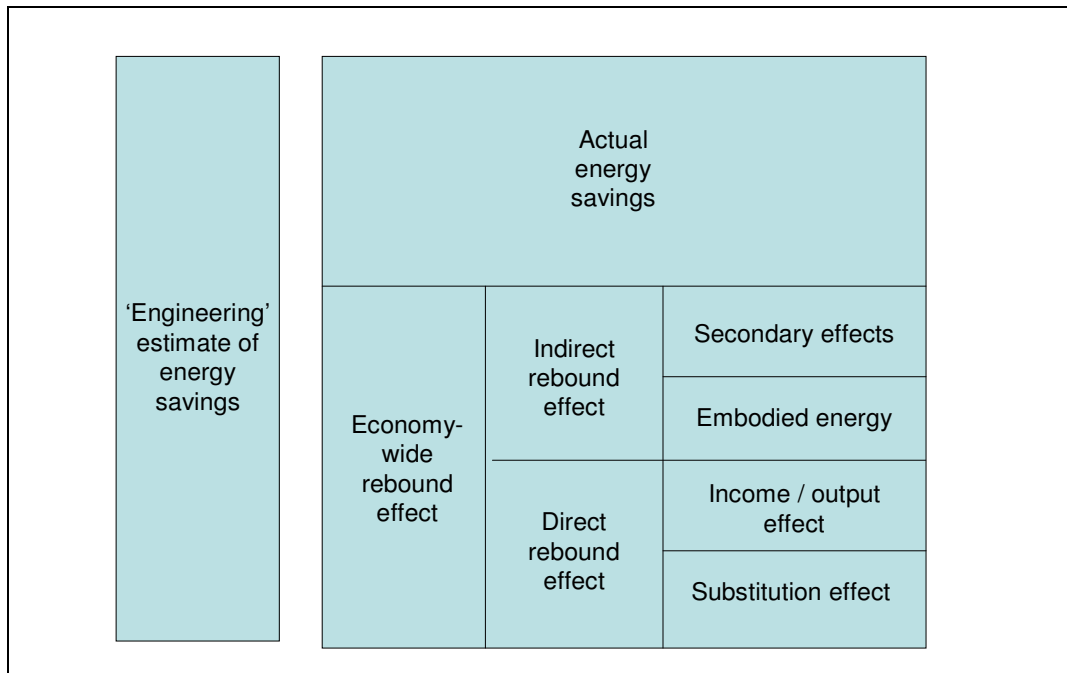 Actual
energy
savings
‘Engineering’
estimate of
energy
savings
Economy-
wide
rebound
effect
Indirect
rebound
effect
Secondary effects
Embodied energy
Direct
rebound
effect
Income / output
effect
Substitution effect